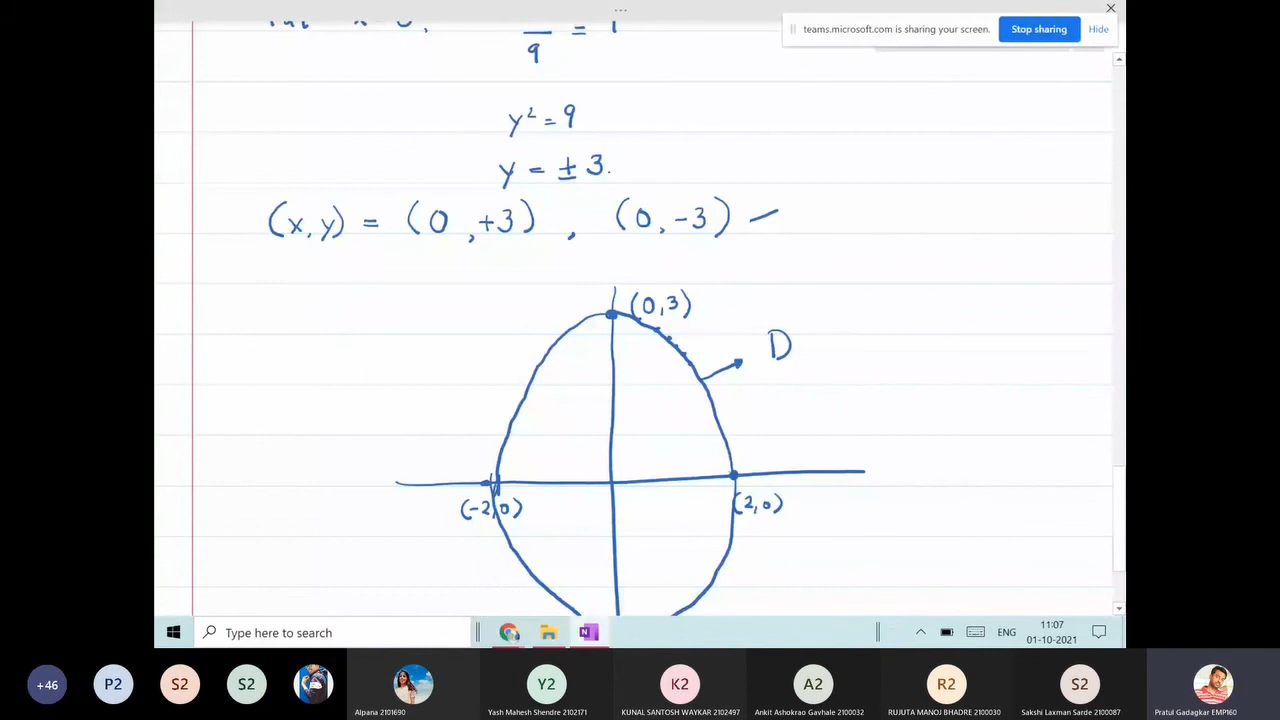 teams.microsoft.com is sharing your screen. Stop sharing Hide
x = 0, — = 1
9
y² = 9
y = ± 3.
(x, y) = (0 , +3) , (0, -3)
(0,3)
D
(-2,0) (2,0)
Type here to search
ENG 11:07
01-10-2021
+46 P2 S2 S2 Y2 K2 A2 R2 S2
Alpana 2101690 Yash Mahesh Shendre 2102171 KUNAL SANTOSH WAYKAR 2102497 Ankit Ashokrao Gavhale 2100032 RUJUTA MANOJ BHADRE 2100030 Sakshi Laxman Sarde 2100087 Pratul Gadagkar EMP160